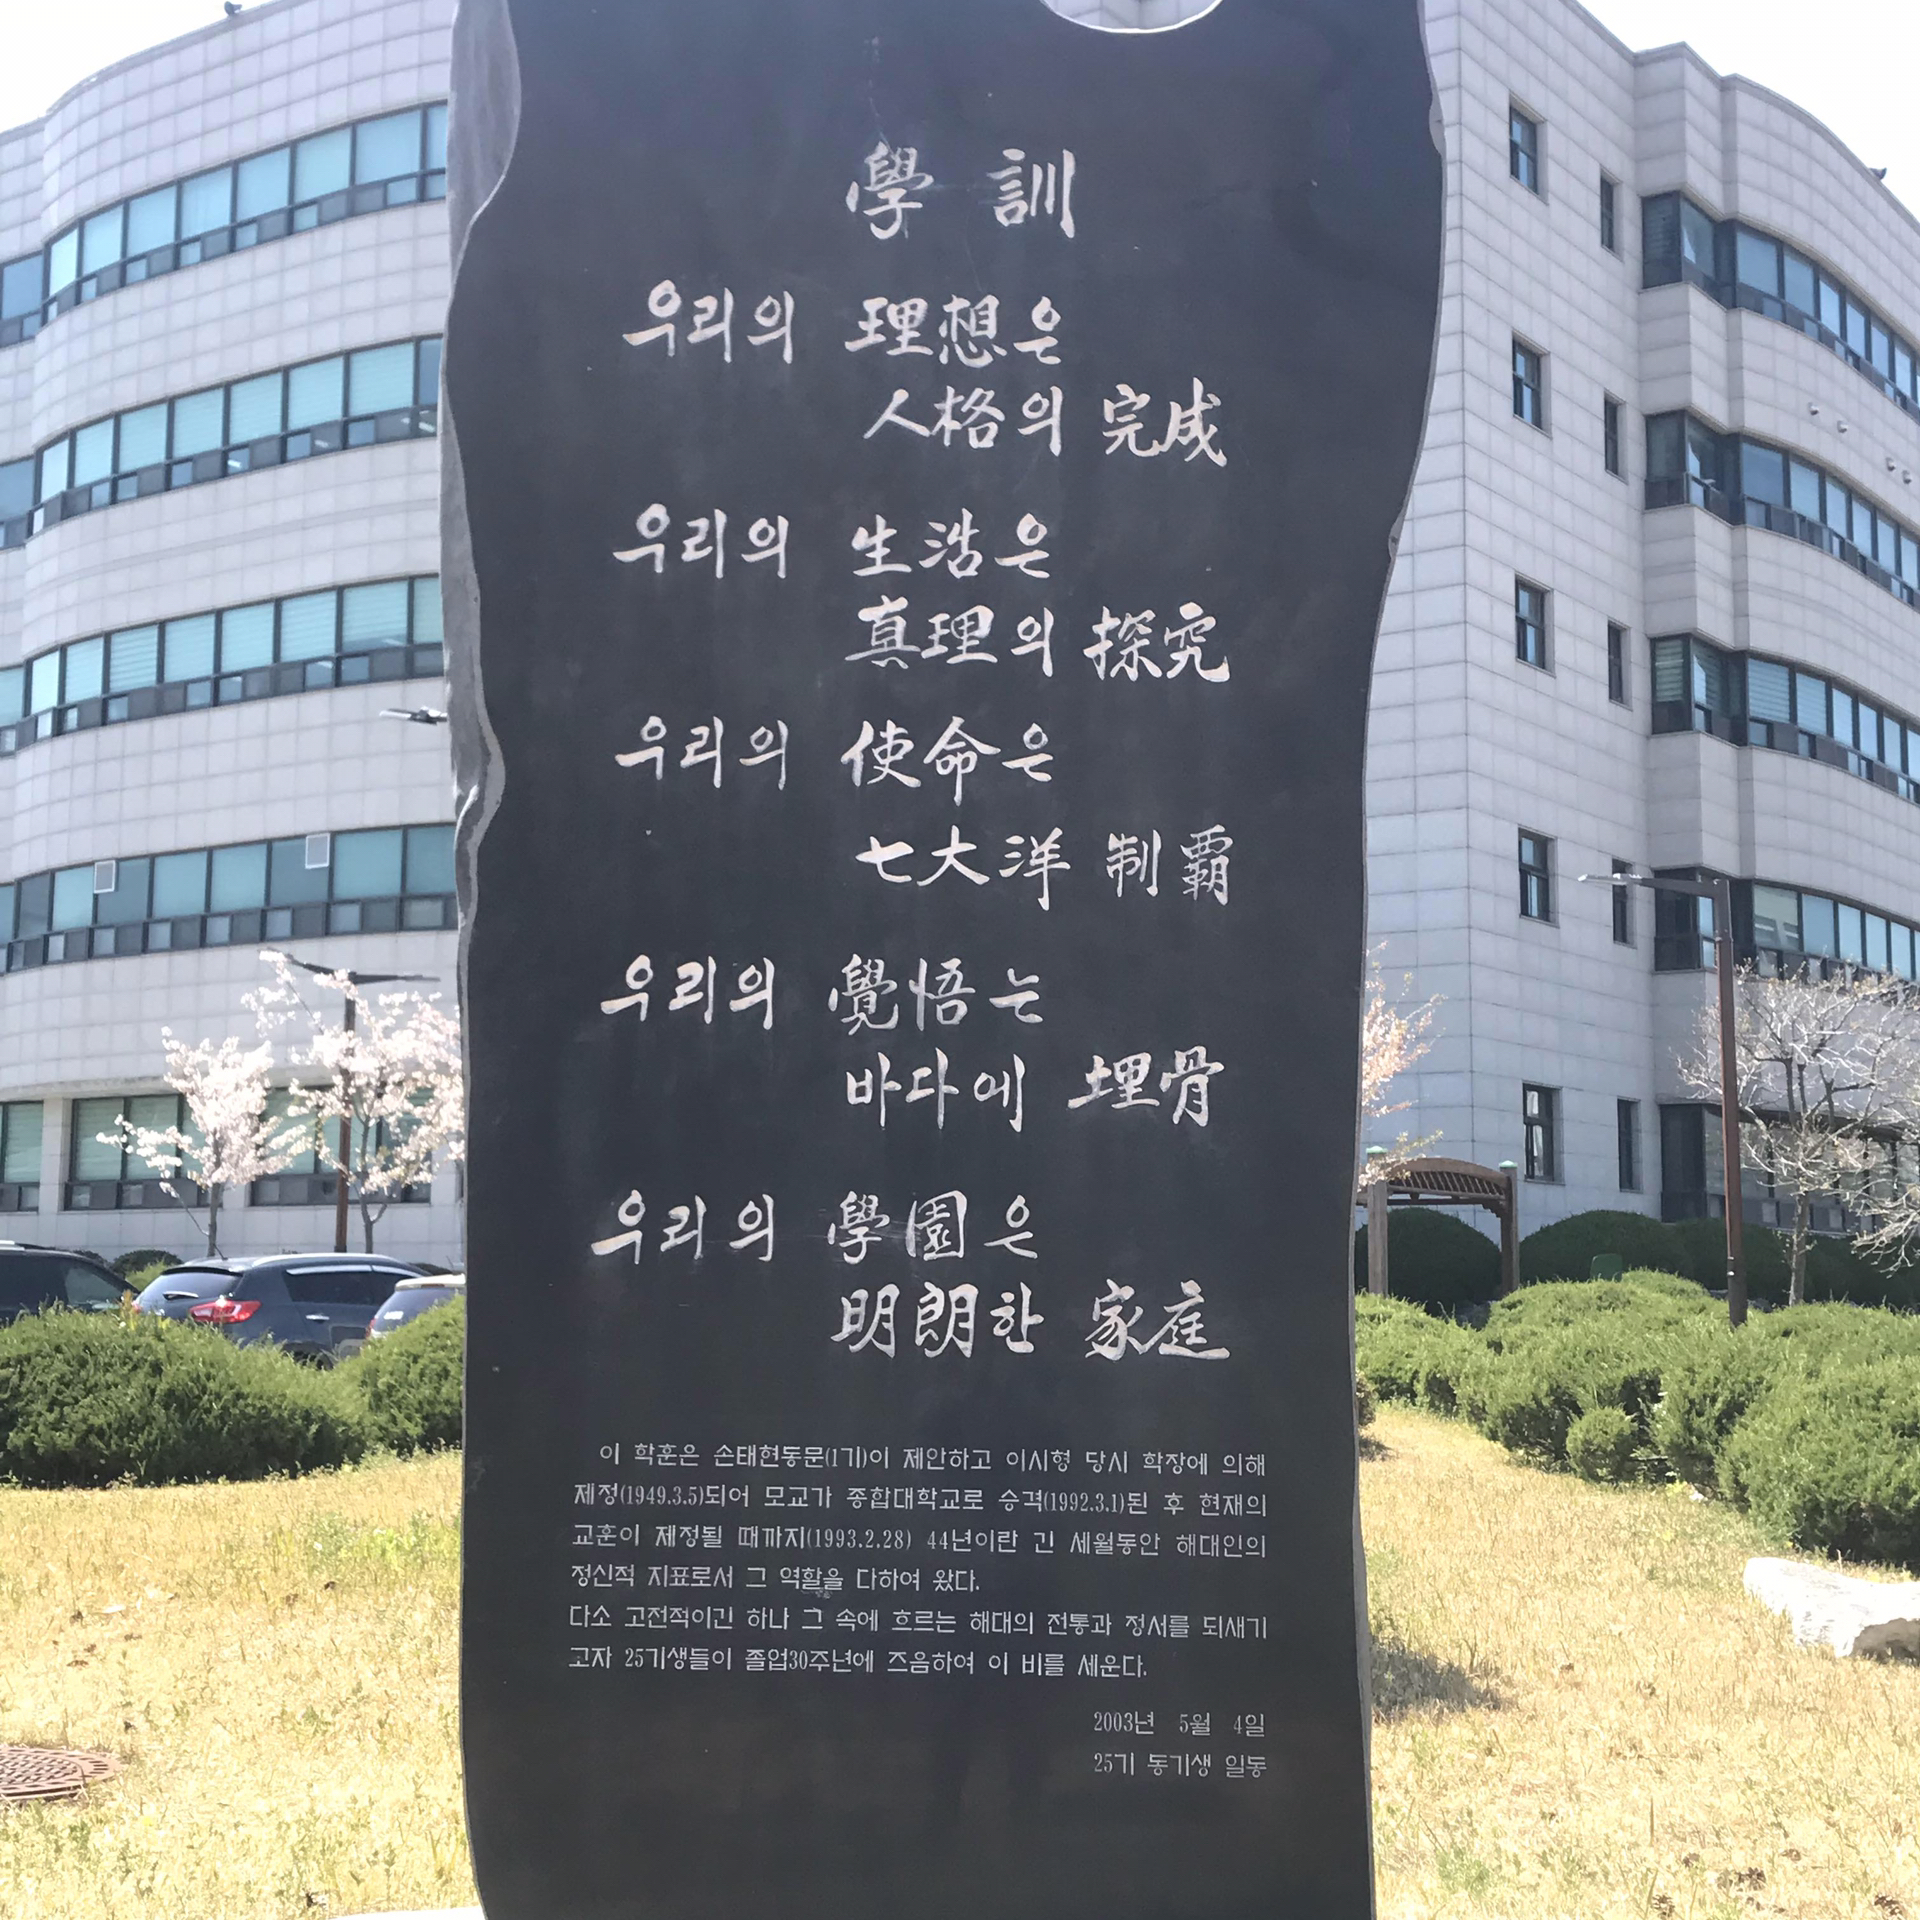 學 訓
우리의 理想은
人格의 完成
우리의 生活은
真理의 探究
우리의 使命은
七大洋 制覇
우리의 覺悟는
바다에 埋骨
우리의 學園은
明朗한 家庭
이 학훈은 손태현동문(1기)이 제안하고 이시형 당시 학장에 의해
제정(1949.3.5)되어 모교가 종합대학교로 승격(1992.3.1)된 후 현재의
교훈이 제정될 때까지(1993.2.28) 44년이란 긴 세월동안 해대인의
정신적 지표로서 그 역할을 다하여 왔다.
다소 고전적이긴 하나 그 속에 흐르는 해대의 전통과 정서를 되새기
고자 25기생들이 졸업30주년에 즈음하여 이 비를 세운다.
2003년 5월 4일
25기 동기생 일동